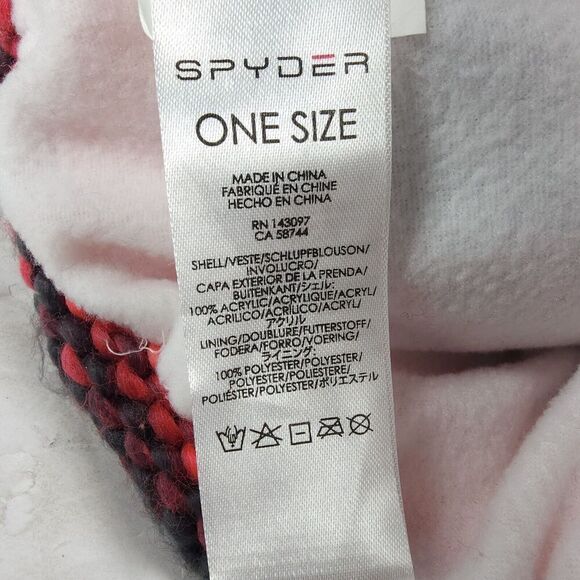 SPYDER
ONE SIZE
MADE IN CHINA
FABRIQUÉ EN CHINE
HECHO EN CHINA
RN 143097
CA 58744
SHELL/VESTE/SCHLUPFBLOUSON/
INVOLUCRO/
CAPA EXTERIOR DE LA PRENDA/
BUITENKANT/シェル:
100% ACRYLIC/ACRYLIQUE/ACRYL/
ACRILICO/ACRÍLICO/ACRYL/
アクリル
LINING/DOUBLURE/FUTTERSTOFF/
FODERA/FORRO/VOERING/
ライニング:
100% POLYESTER/POLYESTER/
POLYESTER/POLIESTERE/
POLIÉSTER/POLYESTER/ポリエステル